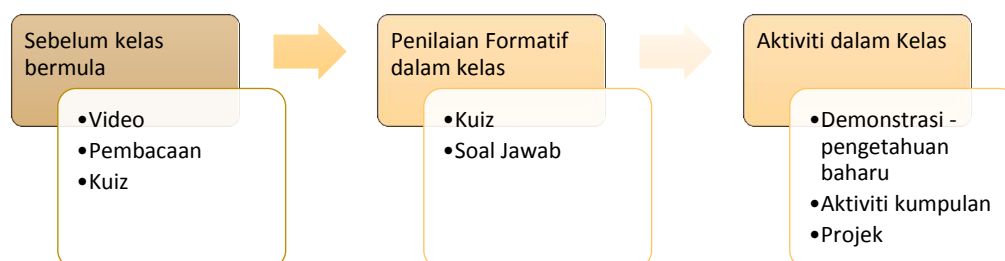 Sebelum kelas
bermula
•Video
•Pembacaan
•Kuiz
Penilaian Formatif
dalam kelas
•Kuiz
•Soal Jawab
Aktiviti dalam Kelas
•Demonstrasi -
pengetahuan
baharu
•Aktiviti kumpulan
•Projek